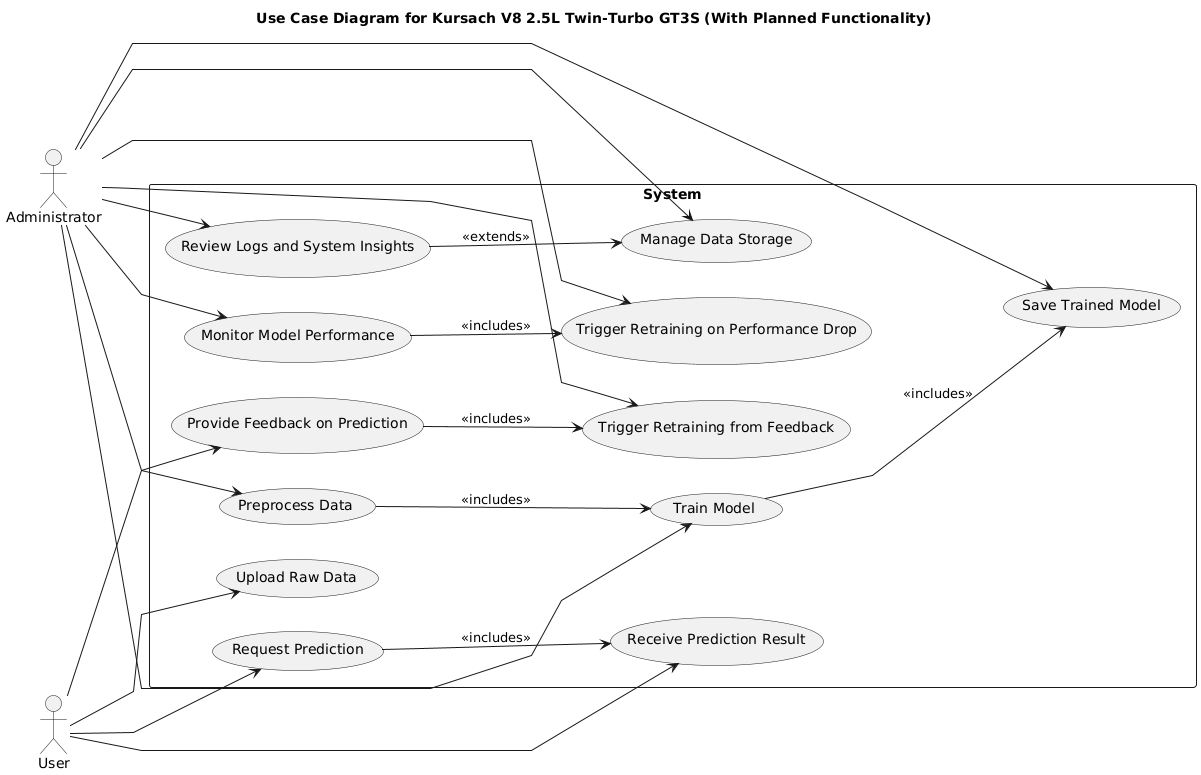 Use Case Diagram for Kursach V8 2.5L Twin-Turbo GT3S (With Planned Functionality)
System
Administrator
Review Logs and System Insights
«extends»
Manage Data Storage
Save Trained Model
Monitor Model Performance
«includes»
Trigger Retraining on Performance Drop
«includes»
Provide Feedback on Prediction
«includes»
Trigger Retraining from Feedback
Preprocess Data
«includes»
Train Model
Upload Raw Data
Request Prediction
«includes»
Receive Prediction Result
User